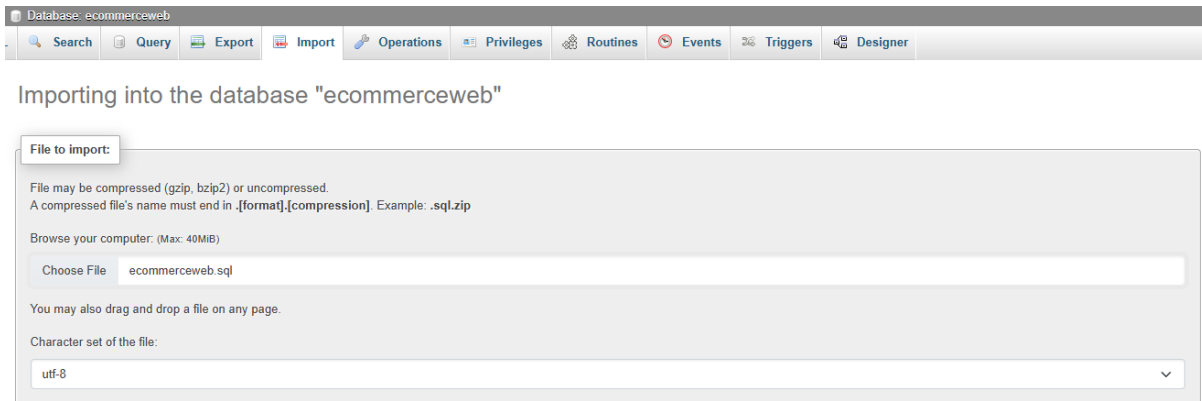 Database: ecommerceweb
Search Query Export Import Operations Privileges Routines Events Triggers Designer
Importing into the database "ecommerceweb"
File to import:
File may be compressed (gzip, bzip2) or uncompressed.
A compressed file's name must end in .[format].[compression]. Example: .sql.zip
Browse your computer: (Max: 40MiB)
Choose File ecommerceweb.sql
You may also drag and drop a file on any page.
Character set of the file:
utf-8